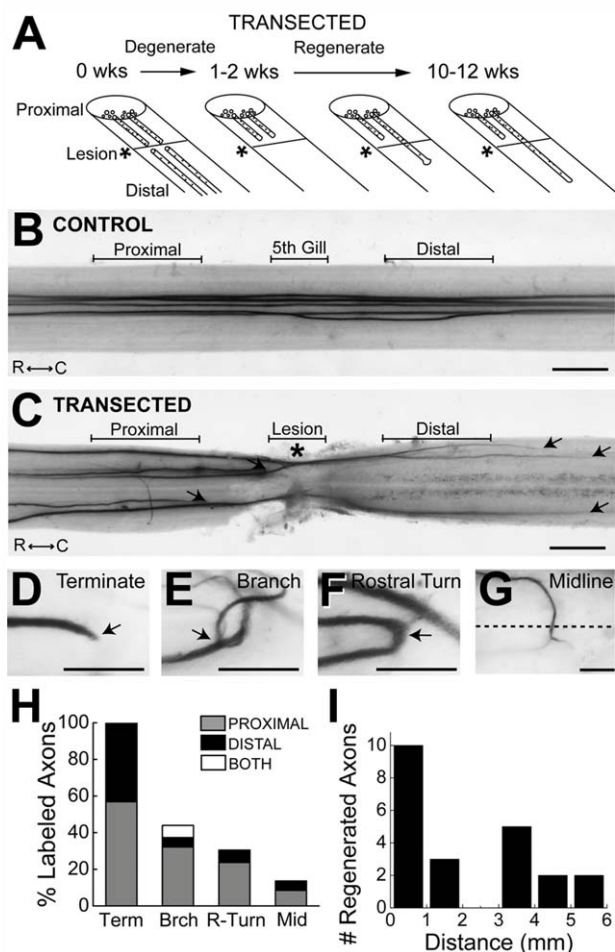 A
TRANSECTED
Degenerate Regenerate
0 wks 1-2 wks 10-12 wks
Proximal
Lesion *
* * *
Distal
B CONTROL
Proximal 5th Gill Distal
R C
C TRANSECTED
Proximal Lesion Distal
*
R C
D Terminate
E Branch
F Rostral Turn
G Midline
H
100
80
60
40
20
0
% Labeled Axons
PROXIMAL
DISTAL
BOTH
Term Brch R-Turn Mid
I
10
8
6
4
2
0
# Regenerated Axons
0 1 2 3 4 5 6
Distance (mm)